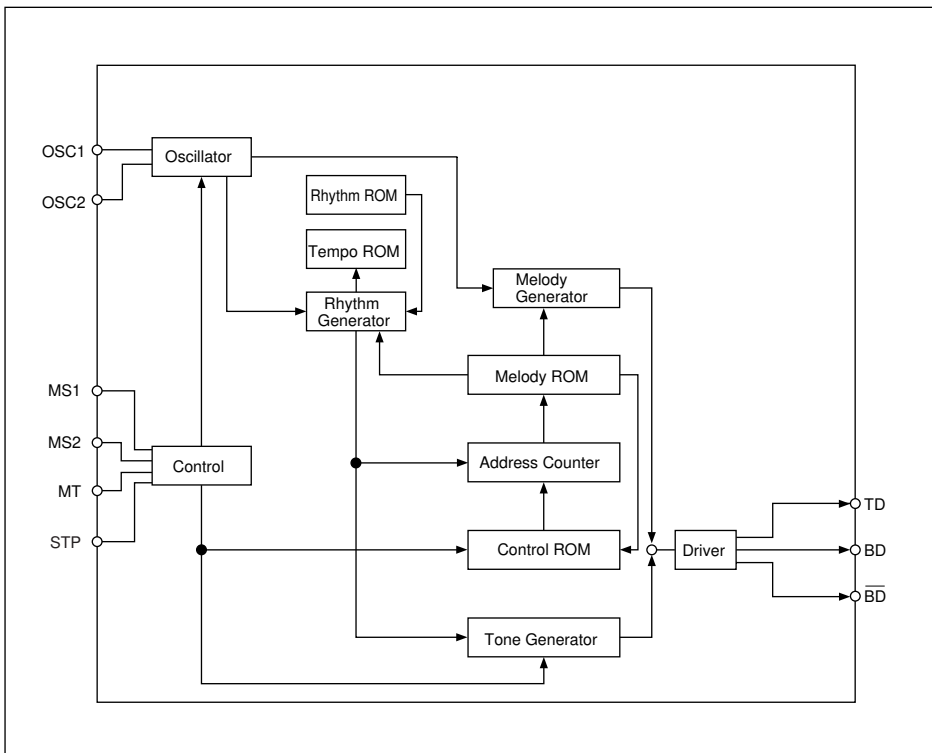 OSC1
Oscillator
OSC2
Rhythm ROM
Tempo ROM
Melody
Generator
Rhythm
Generator
Melody ROM
MS1
MS2
Control
Address Counter
MT
STP
Control ROM
Driver
TD
BD
B̅D̅
Tone Generator